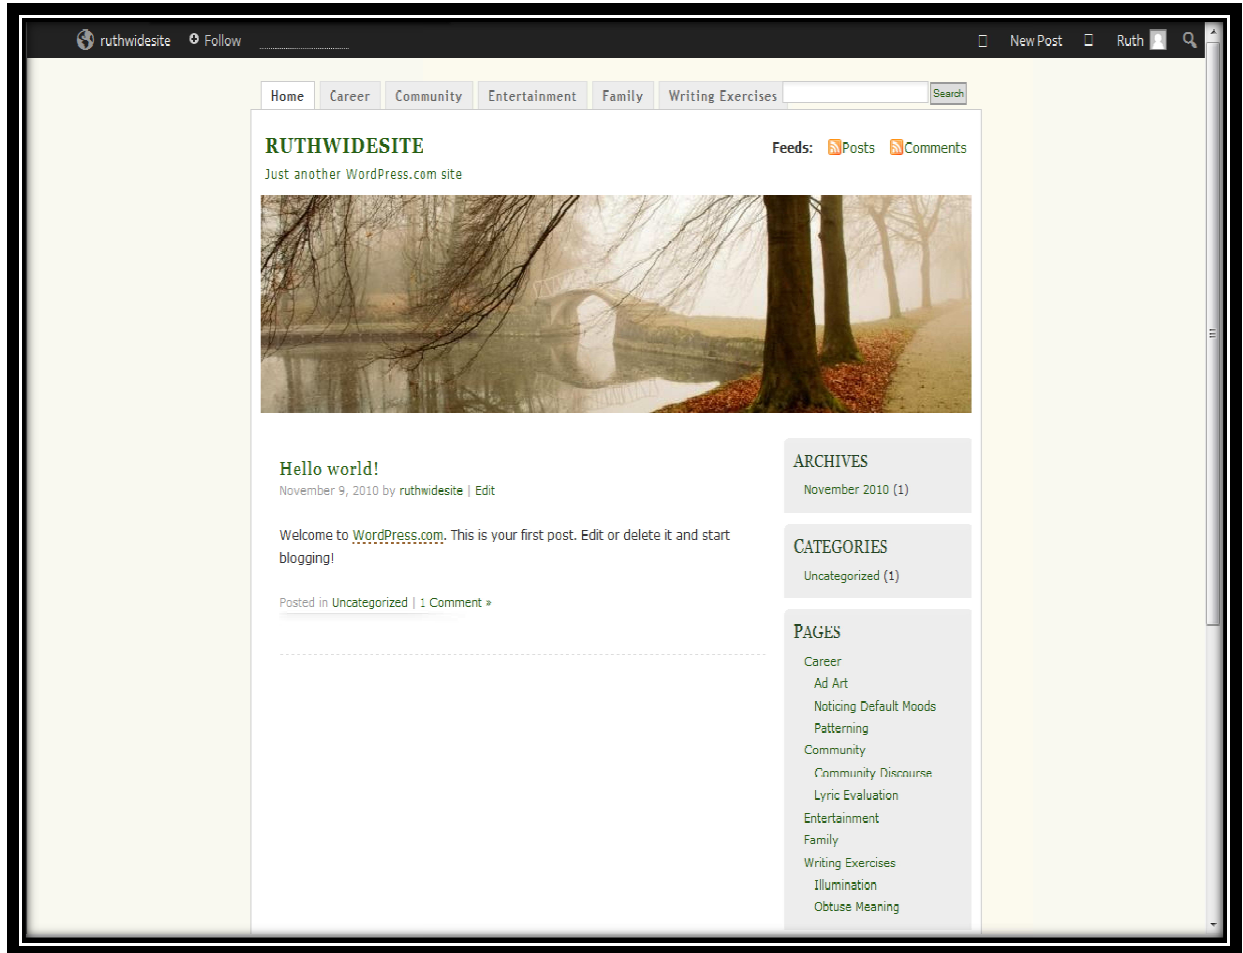 ruthwidesite Follow New Post Ruth
Home Career Community Entertainment Family Writing Exercises Search
RUTHWIDESITE
Feeds: Posts Comments
Just another WordPress.com site
Hello world!
November 9, 2010 by ruthwidesite | Edit
Welcome to WordPress.com. This is your first post. Edit or delete it and start
blogging!
Posted in Uncategorized | 1 Comment »
ARCHIVES
November 2010 (1)
CATEGORIES
Uncategorized (1)
PAGES
Career
Ad Art
Noticing Default Moods
Patterning
Community
Community Discourse
Lyric Evaluation
Entertainment
Family
Writing Exercises
Illumination
Obtuse Meaning